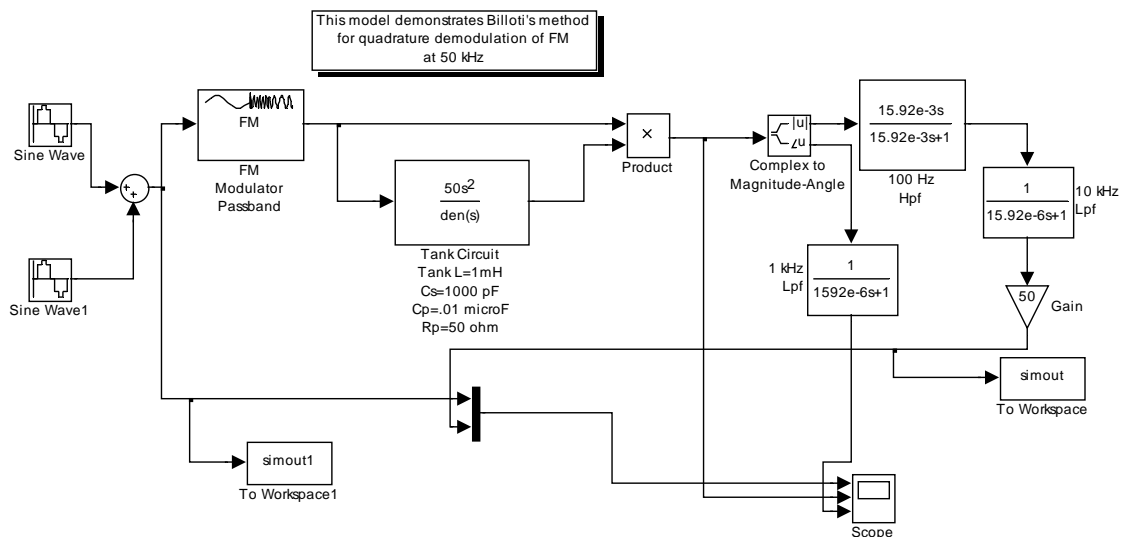 This model demonstrates Billoti's method
for quadrature demodulation of FM
at 50 kHz
Sine Wave
FM
FM
Modulator
Passband
+
+
50s2
den(s)
Tank Circuit
Tank L=1mH
Cs=1000 pF
Cp=.01 microF
Rp=50 ohm
×
Product
|u|
∠u
Complex to
Magnitude-Angle
15.92e-3s
15.92e-3s+1
100 Hz
Hpf
1
15.92e-6s+1
10 kHz
Lpf
1 kHz
Lpf
1
1592e-6s+1
Sine Wave1
50
Gain
simout
To Workspace
simout1
To Workspace1
Scope